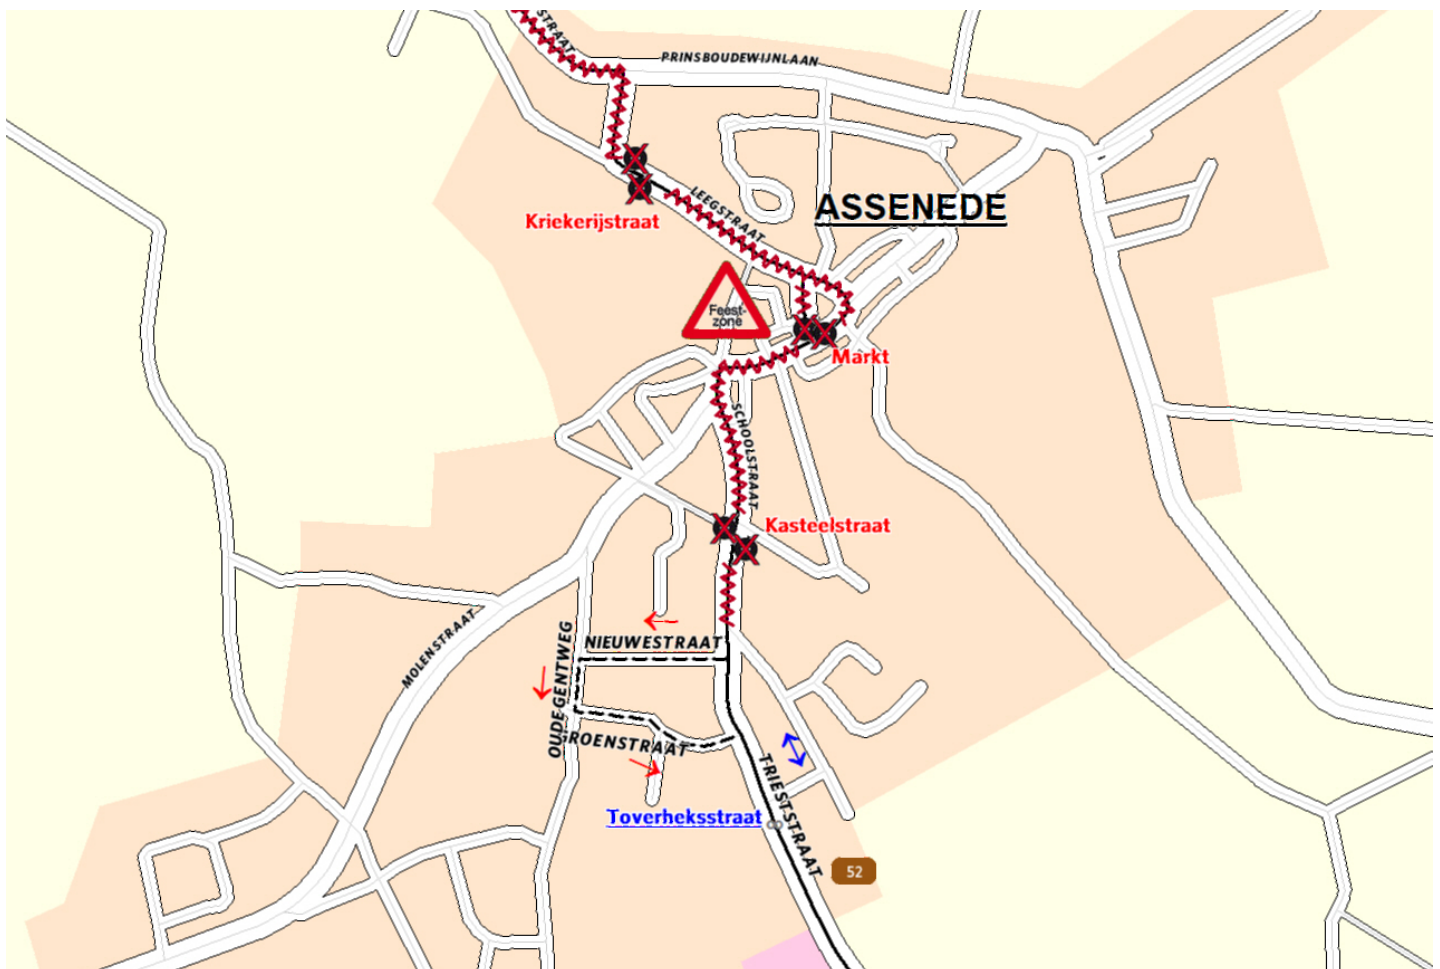 STRAAT
PRINSBOUDEWIJNLAAN
LEEGSTRAAT
ASSENEDE
Kriekerijstraat
Feest-
zone
Markt
SCHOOLSTRAAT
Kasteelstraat
MOLENSTRAAT
NIEUWESTRAAT
OUDE GENTWEG
GROENSTRAAT
TRIESTSTRAAT
Toverheksstraat
52